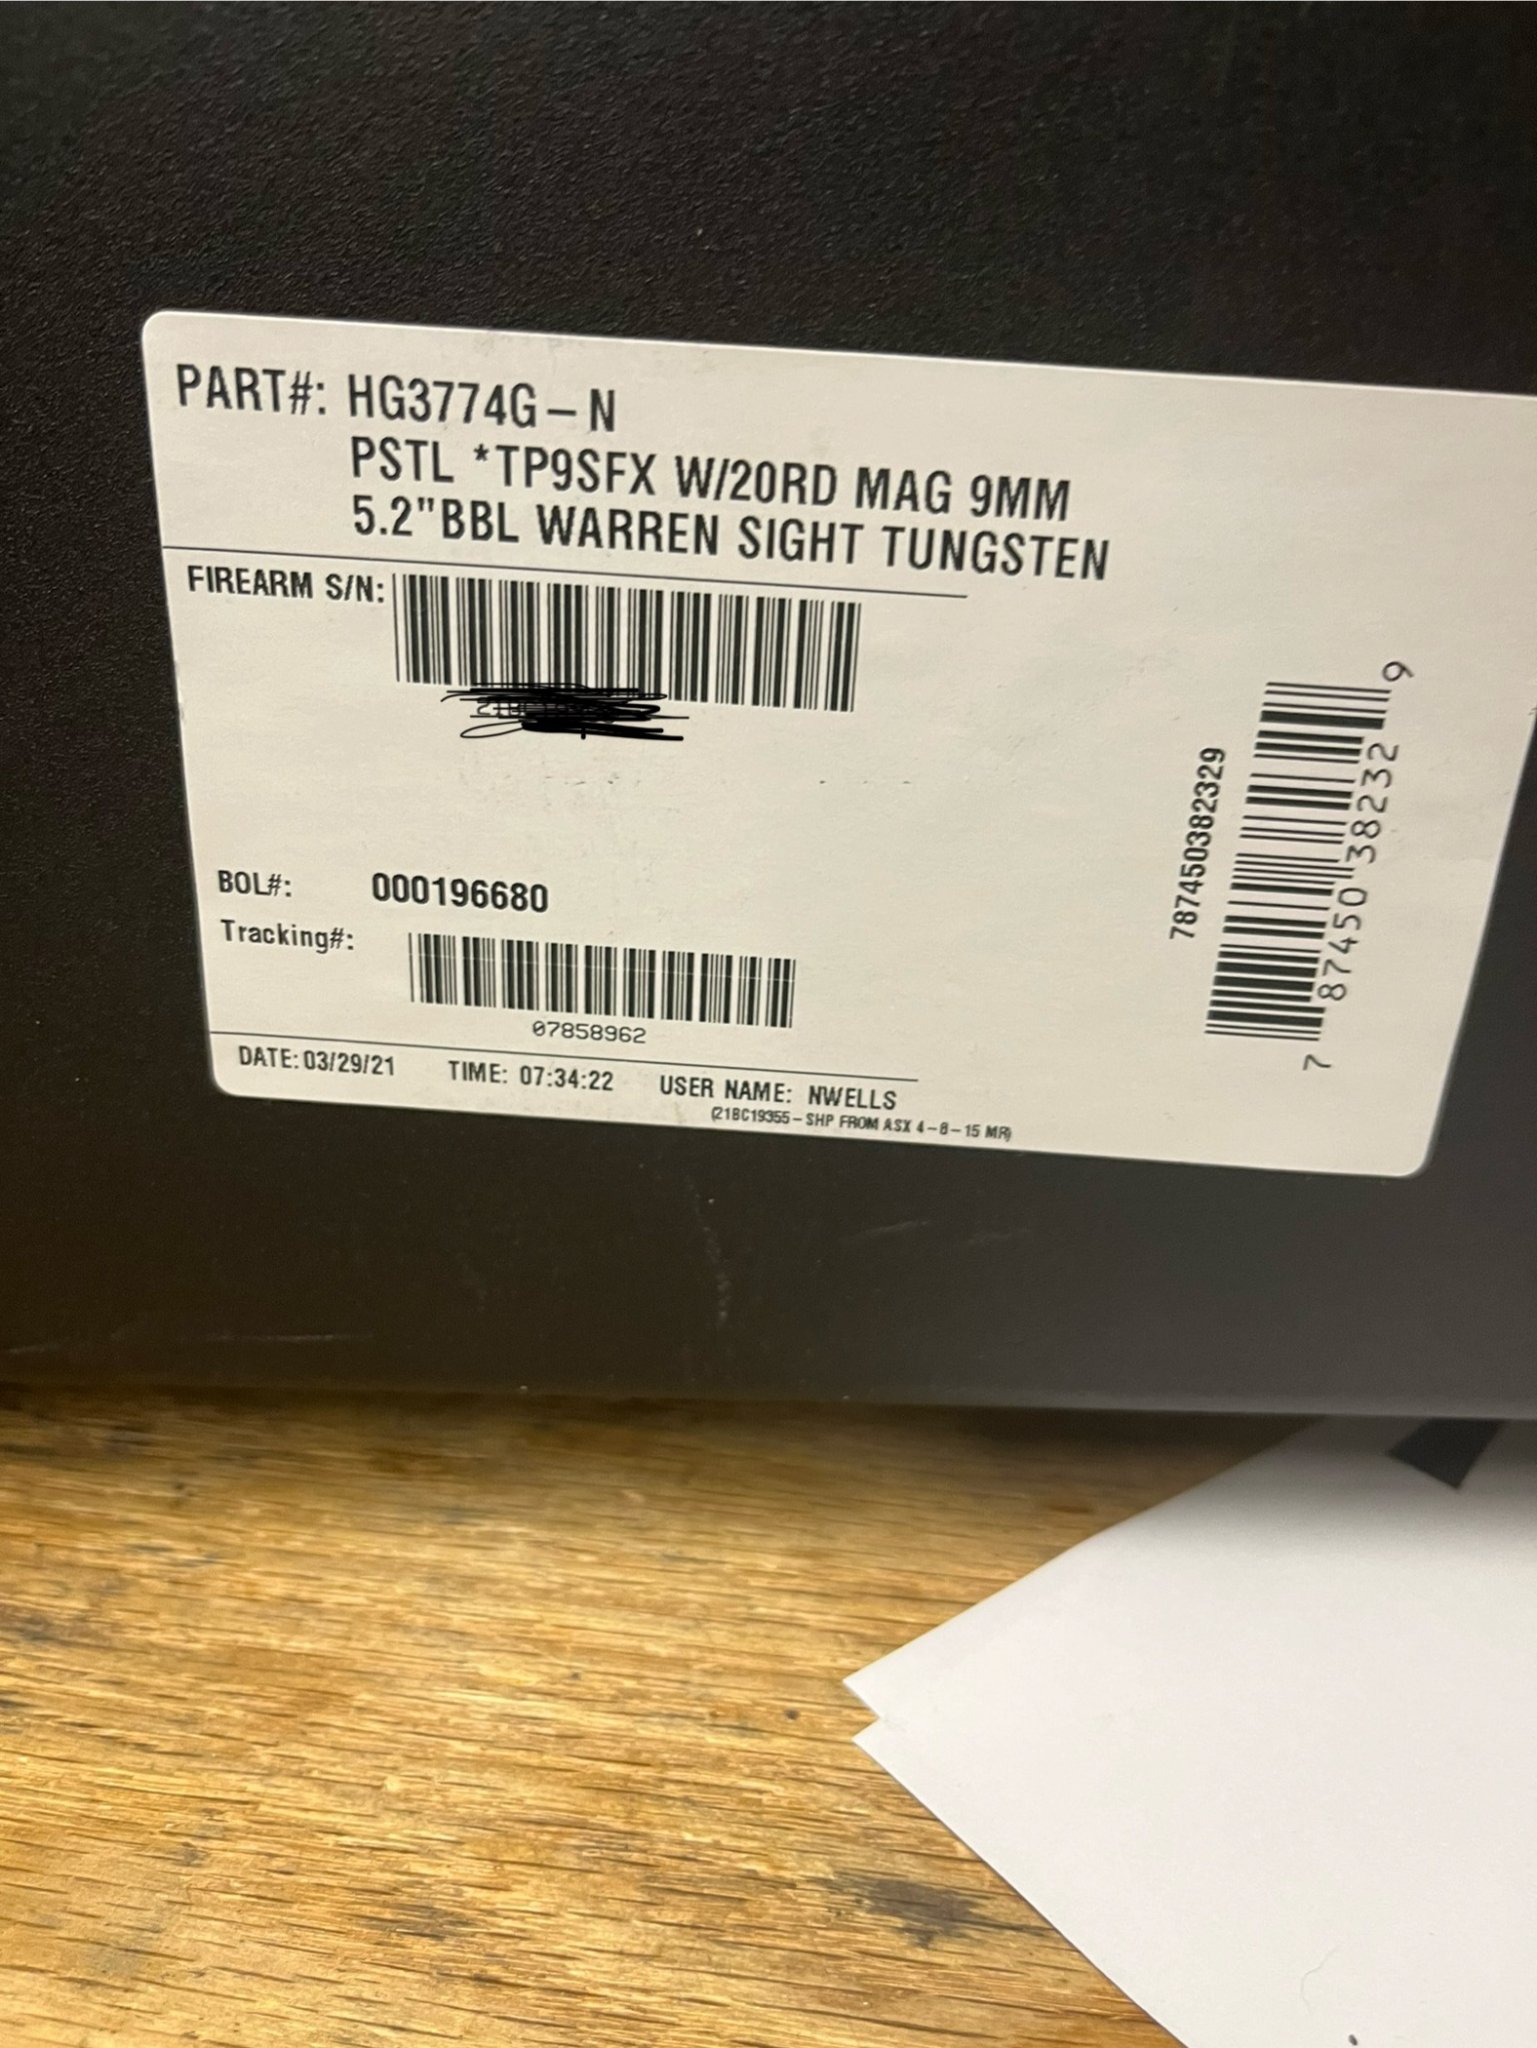 PART#: HG3774G-N
PSTL *TP9SFX W/20RD MAG 9MM
5.2"BBL WARREN SIGHT TUNGSTEN
FIREARM S/N:
BOL#: 000196680
Tracking#:
07858962
DATE: 03/29/21 TIME: 07:34:22 USER NAME: NWELLS
(21BC19355-SHP FROM ASX 4-8-15 MR)
787450382329
7 87450 38232 9